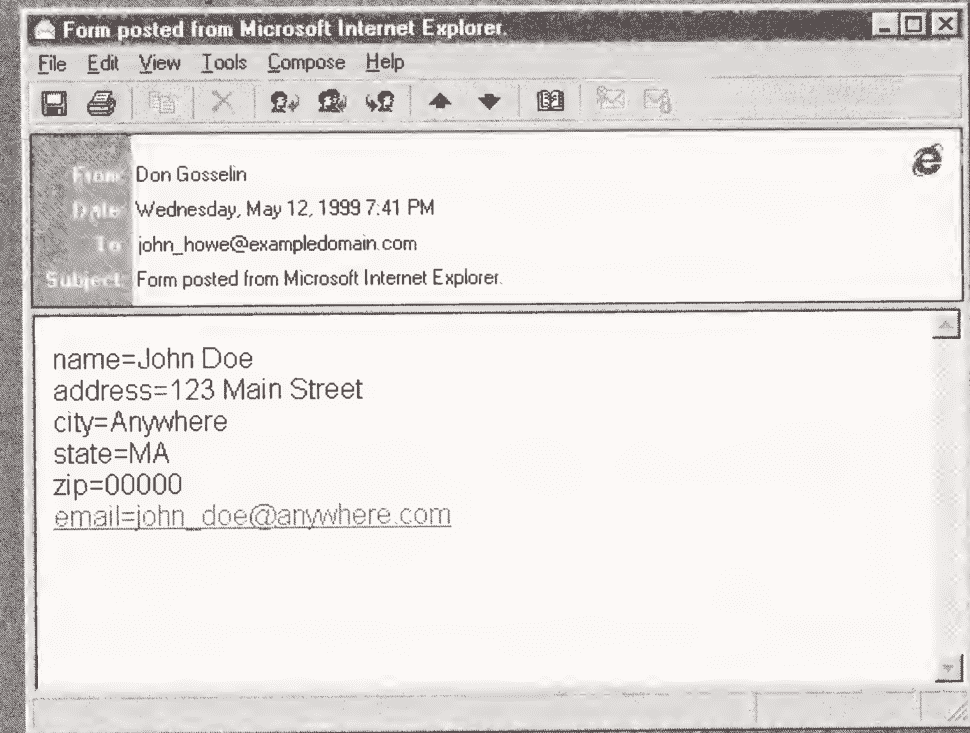 Form posted from Microsoft Internet Explorer.
File Edit View Tools Compose Help
From: Don Gosselin
Date: Wednesday, May 12, 1999 7:41 PM
To: john_howe@exampledomain.com
Subject: Form posted from Microsoft Internet Explorer.
name=John Doe
address=123 Main Street
city=Anywhere
state=MA
zip=00000
email=john_doe@anywhere.com